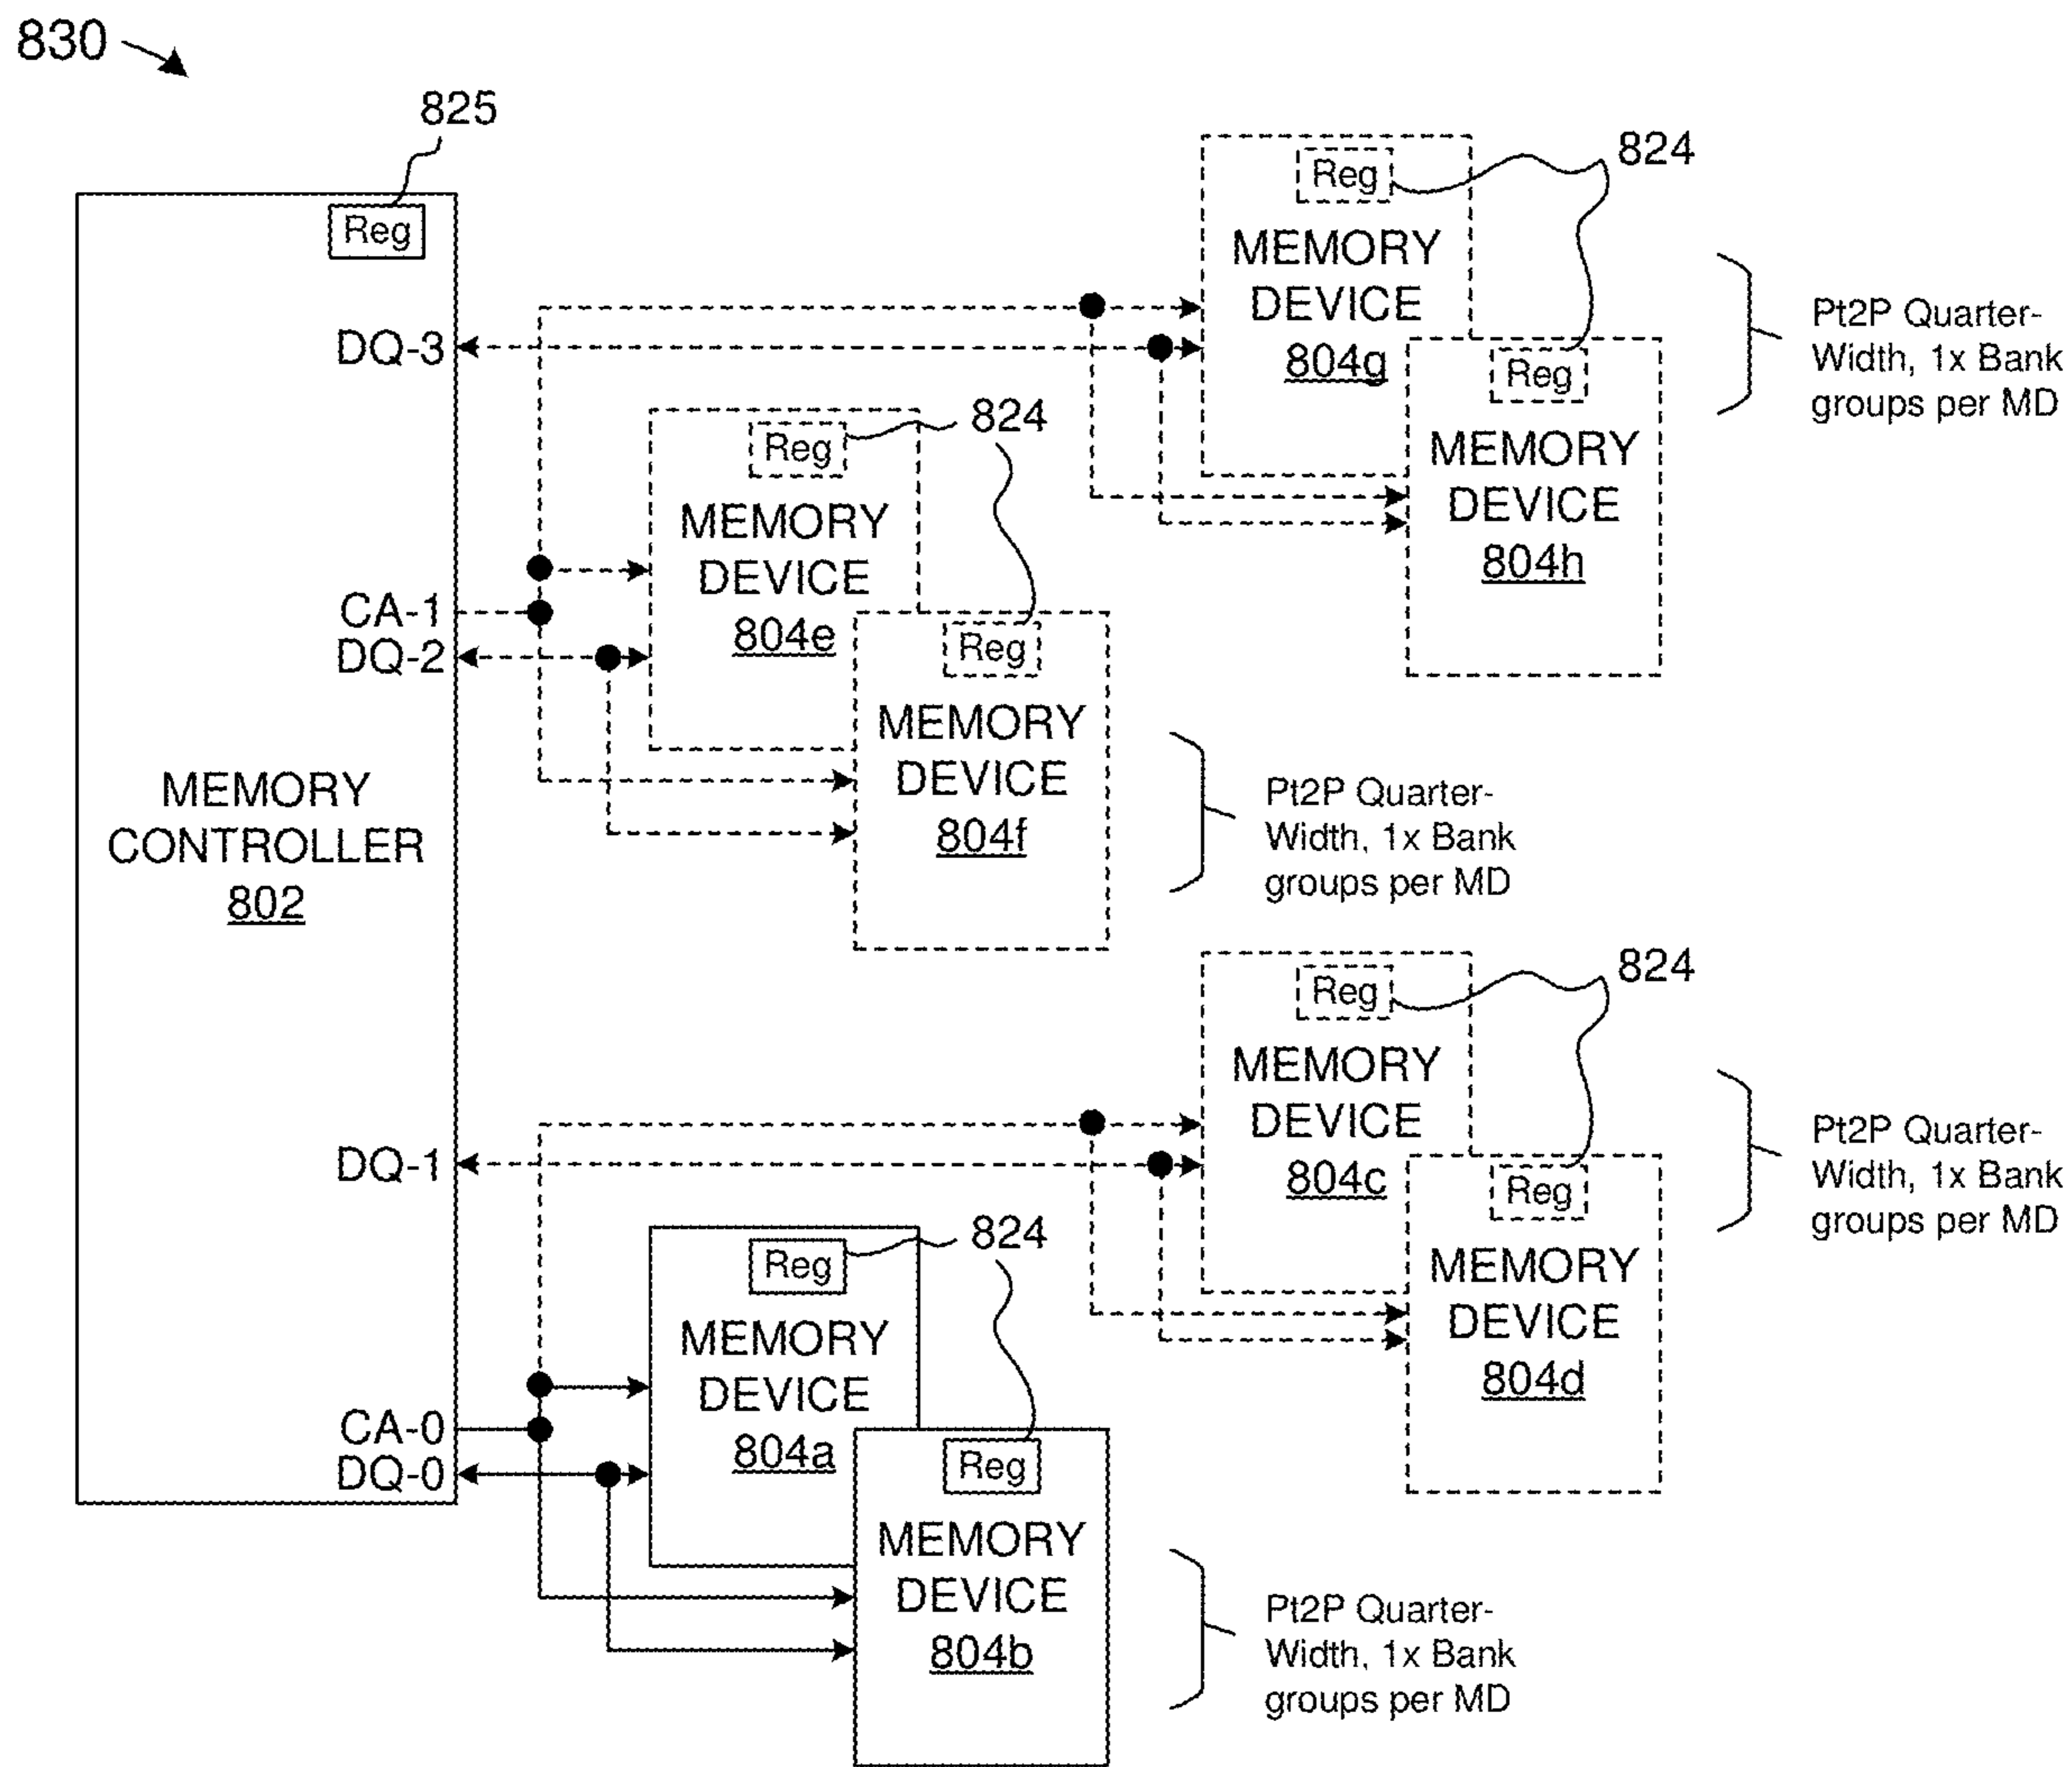 830
825
Reg
824
Reg
MEMORY
DEVICE
804g
Reg
MEMORY
DEVICE
804h
Pt2P Quarter-
Width, 1x Bank
groups per MD
DQ-3
824
Reg
MEMORY
DEVICE
804e
Reg
MEMORY
DEVICE
804f
Pt2P Quarter-
Width, 1x Bank
groups per MD
CA-1
DQ-2
MEMORY
CONTROLLER
802
824
Reg
MEMORY
DEVICE
804c
Reg
MEMORY
DEVICE
804d
Pt2P Quarter-
Width, 1x Bank
groups per MD
DQ-1
824
Reg
MEMORY
DEVICE
804a
Reg
MEMORY
DEVICE
804b
Pt2P Quarter-
Width, 1x Bank
groups per MD
CA-0
DQ-0